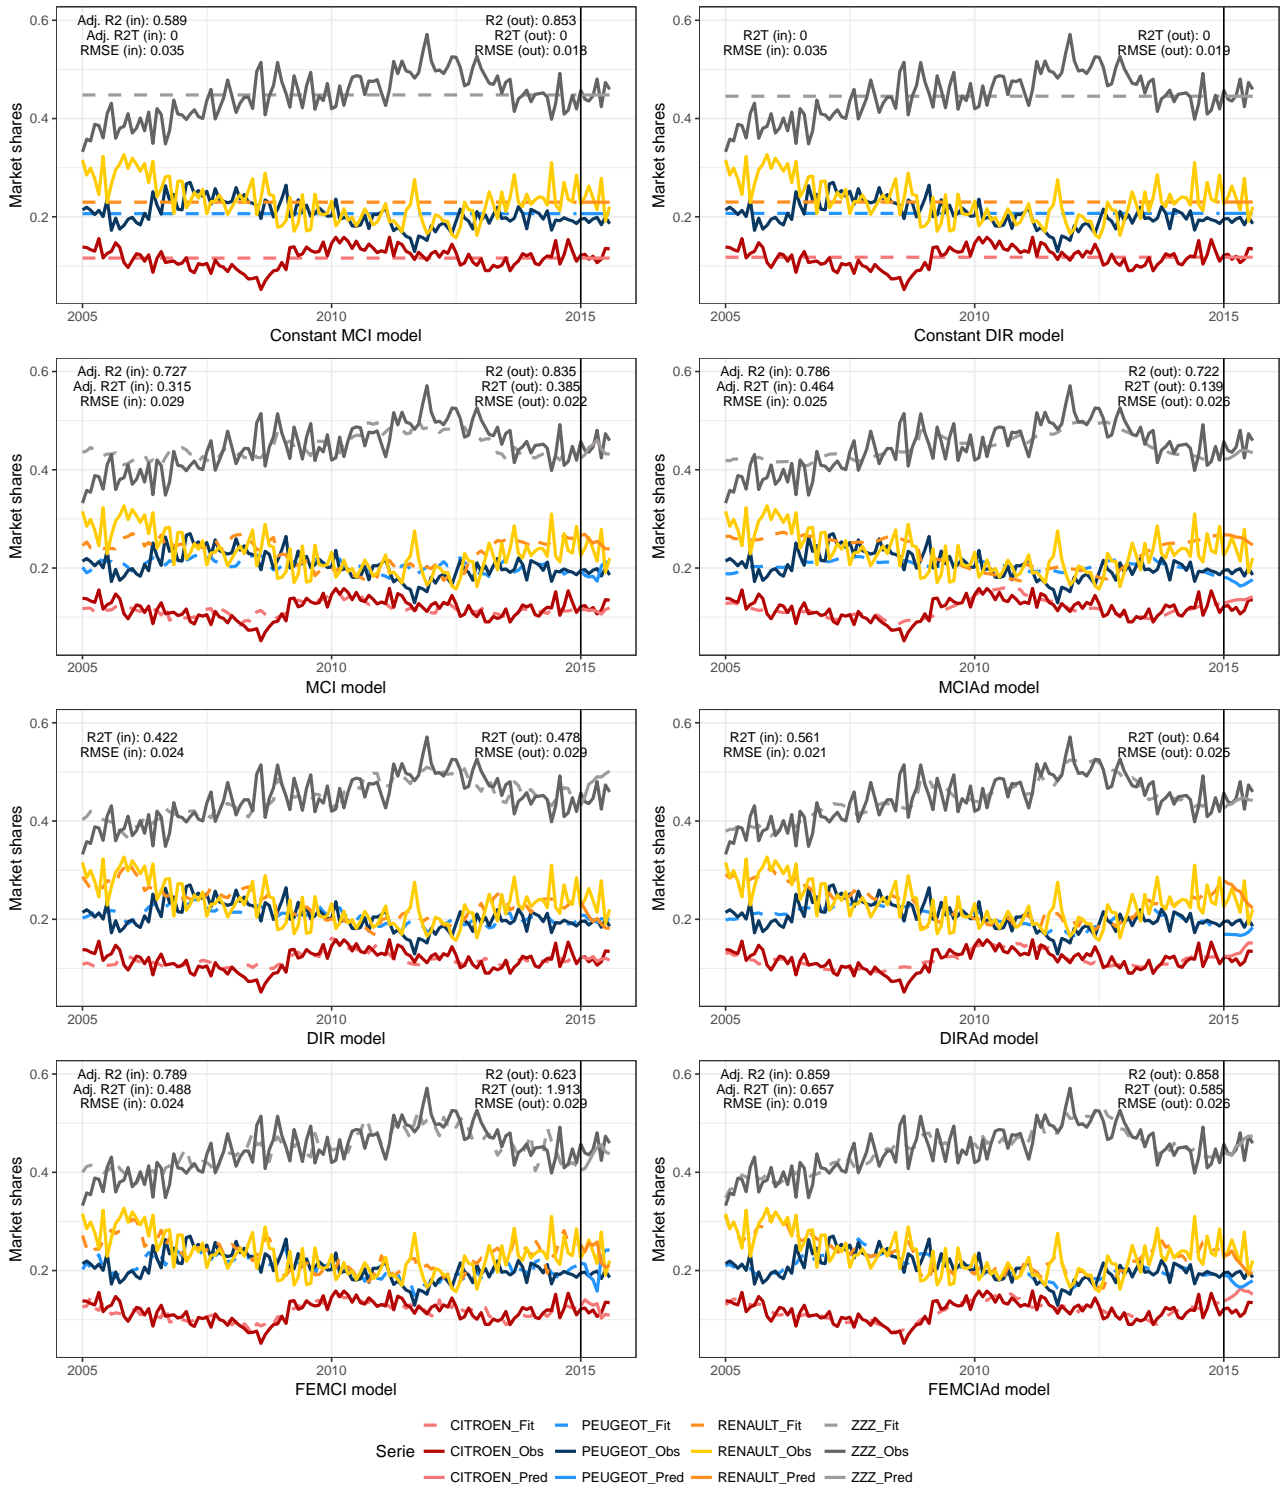 Adj. R2 (in): 0.589
Adj. R2T (in): 0
RMSE (in): 0.035
R2 (out): 0.853
R2T (out): 0
RMSE (out): 0.018
0.6
0.4
0.2
Market shares
2005
2010
2015
Constant MCI model
R2T (in): 0
RMSE (in): 0.035
R2T (out): 0
RMSE (out): 0.019
0.6
0.4
0.2
Market shares
2005
2010
2015
Constant DIR model
Adj. R2 (in): 0.727
Adj. R2T (in): 0.315
RMSE (in): 0.029
R2 (out): 0.835
R2T (out): 0.385
RMSE (out): 0.022
0.6
0.4
0.2
Market shares
2005
2010
2015
MCI model
Adj. R2 (in): 0.786
Adj. R2T (in): 0.464
RMSE (in): 0.025
R2 (out): 0.722
R2T (out): 0.139
RMSE (out): 0.026
0.6
0.4
0.2
Market shares
2005
2010
2015
MCIAd model
R2T (in): 0.422
RMSE (in): 0.024
R2T (out): 0.478
RMSE (out): 0.029
0.6
0.4
0.2
Market shares
2005
2010
2015
DIR model
R2T (in): 0.561
RMSE (in): 0.021
R2T (out): 0.64
RMSE (out): 0.025
0.6
0.4
0.2
Market shares
2005
2010
2015
DIRAd model
Adj. R2 (in): 0.789
Adj. R2T (in): 0.488
RMSE (in): 0.024
R2 (out): 0.623
R2T (out): 1.913
RMSE (out): 0.029
0.6
0.4
0.2
Market shares
2005
2010
2015
FEMCI model
Adj. R2 (in): 0.859
Adj. R2T (in): 0.657
RMSE (in): 0.019
R2 (out): 0.858
R2T (out): 0.585
RMSE (out): 0.026
0.6
0.4
0.2
Market shares
2005
2010
2015
FEMCIAd model
Serie
CITROEN_Fit PEUGEOT_Fit RENAULT_Fit ZZZ_Fit
CITROEN_Obs PEUGEOT_Obs RENAULT_Obs ZZZ_Obs
CITROEN_Pred PEUGEOT_Pred RENAULT_Pred ZZZ_Pred